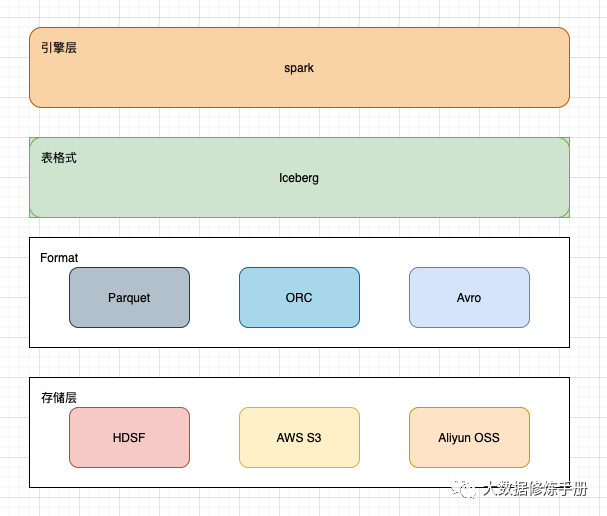 引擎层
spark
表格式
Iceberg
Format
Parquet
ORC
Avro
存储层
HDSF
AWS S3
Aliyun OSS
大数据修炼手册